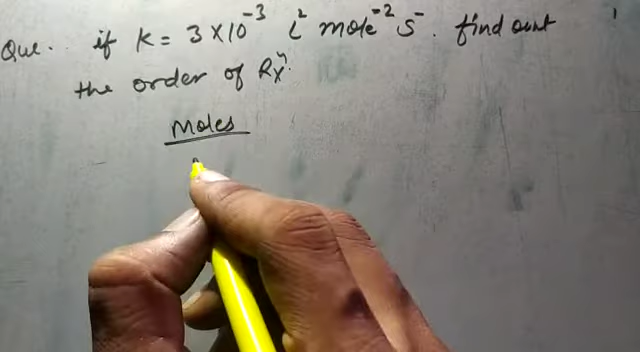 Que. if K = 3 X 10⁻³ L² mole⁻² S⁻. find out
the order of Rxⁿ.
Moles